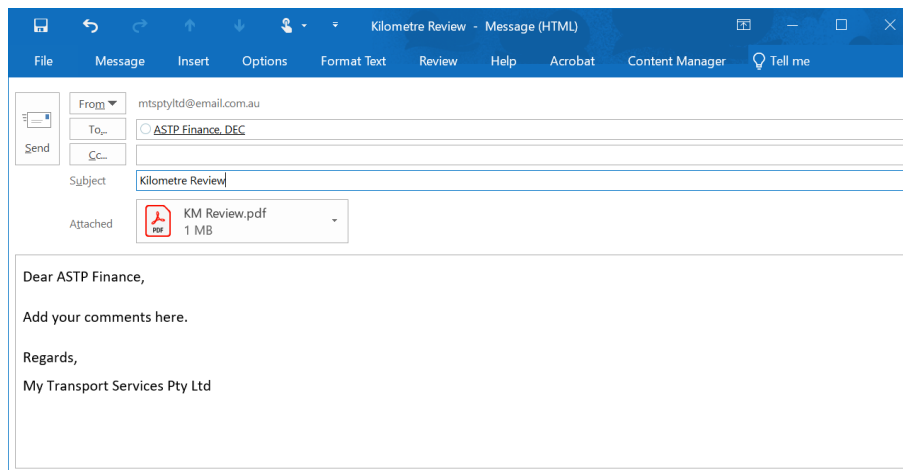 Kilometre Review - Message (HTML)
File Message Insert Options Format Text Review Help Acrobat Content Manager Tell me
From mtsptyltd@email.com.au
To... ASTP Finance, DEC
Send
Cc...
Subject Kilometre Review
Attached
PDF
KM Review.pdf
1 MB
Dear ASTP Finance,
Add your comments here.
Regards,
My Transport Services Pty Ltd